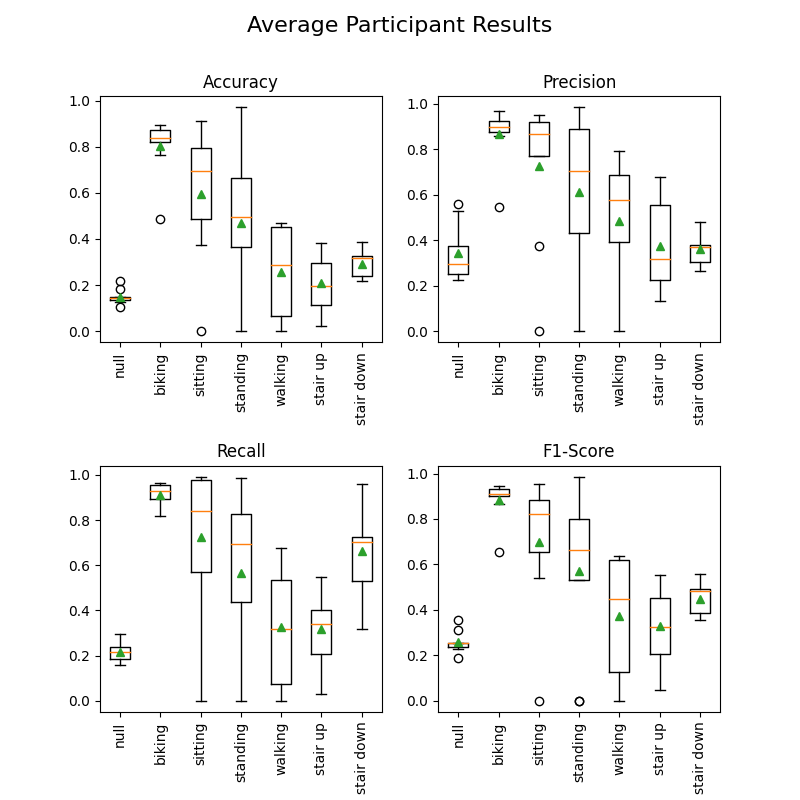 Average Participant Results
Accuracy
1.0
0.8
0.6
0.4
0.2
0.0
null
biking
sitting
standing
walking
stair up
stair down
Precision
1.0
0.8
0.6
0.4
0.2
0.0
null
biking
sitting
standing
walking
stair up
stair down
Recall
1.0
0.8
0.6
0.4
0.2
0.0
null
biking
sitting
standing
walking
stair up
stair down
F1-Score
1.0
0.8
0.6
0.4
0.2
0.0
null
biking
sitting
standing
walking
stair up
stair down